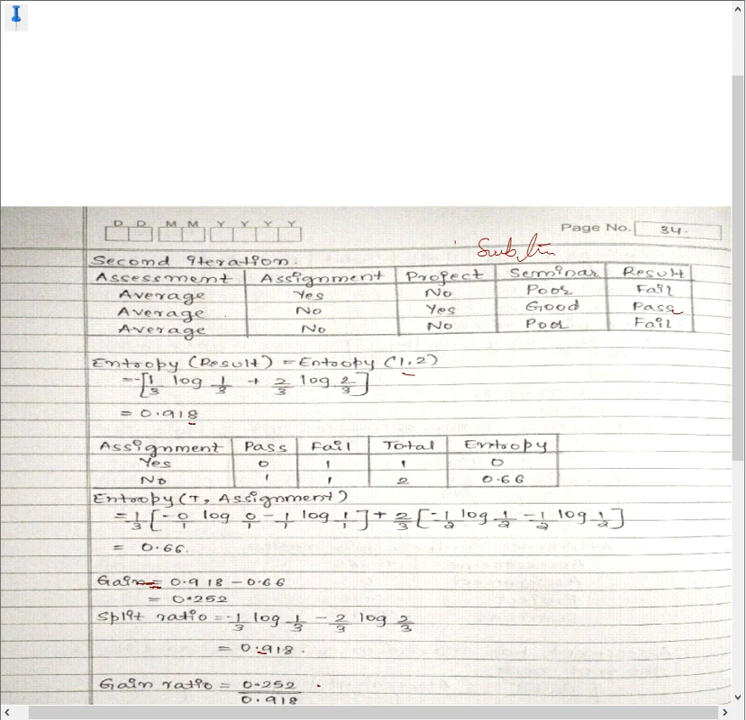 D D M M Y Y Y Y
Page No. 34.
Second iteration.
Assessment Assignment Project Seminar Result
Average Yes No Poor Fail
Average No Yes Good Pass
Average No No Poor Fail
Entropy (Result) = Entropy (1,2)
= -[1/3 log 1/3 + 2/3 log 2/3]
= 0.918
Assignment Pass Fail Total Entropy
Yes 0 1 1 0
No 1 1 2 0.66
Entropy (T, Assignment)
= 1/3 [-0/1 log 0/1 - 1/1 log 1/1] + 2/3 [-1/2 log 1/2 - 1/2 log 1/2]
= 0.66.
Gain = 0.918 - 0.66
= 0.252
Split ratio = -1/3 log 1/3 - 2/3 log 2/3
= 0.918.
Gain ratio = 0.252 / 0.918